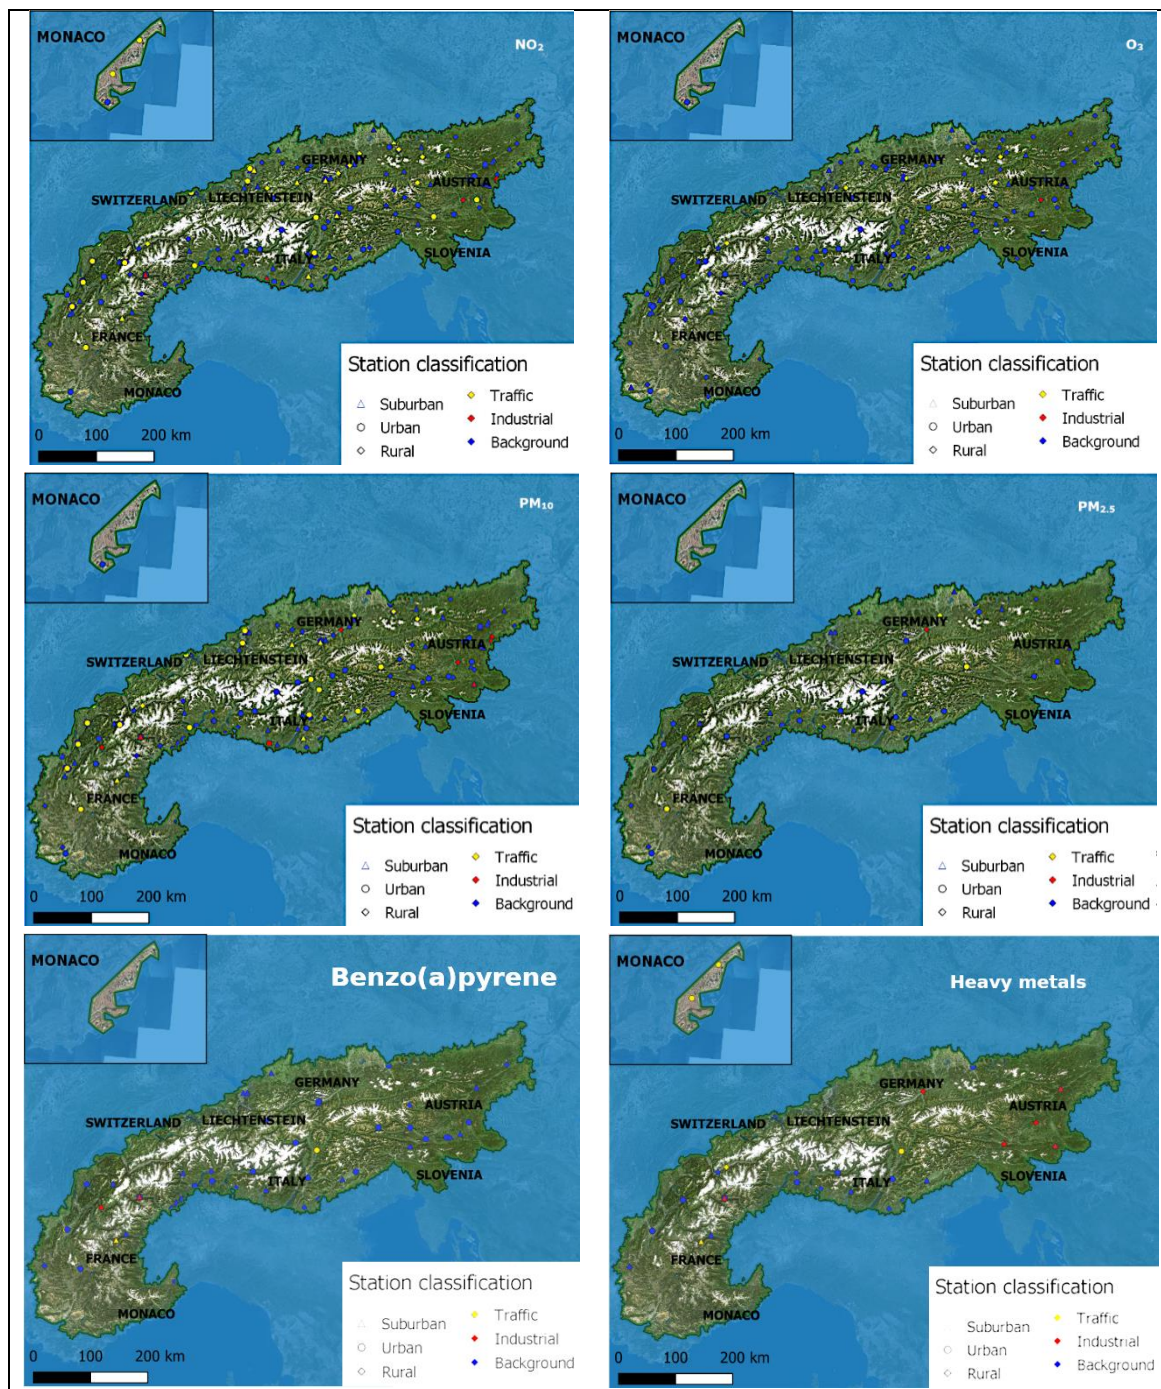 MONACO
NO₂
GERMANY
AUSTRIA
SWITZERLAND
LIECHTENSTEIN
ITALY
SLOVENIA
FRANCE
MONACO
Station classification
Suburban
Urban
Rural
Traffic
Industrial
Background
0 100 200 km
MONACO
O₃
GERMANY
AUSTRIA
SWITZERLAND
LIECHTENSTEIN
ITALY
SLOVENIA
FRANCE
MONACO
Station classification
Suburban
Urban
Rural
Traffic
Industrial
Background
0 100 200 km
MONACO
PM₁₀
GERMANY
AUSTRIA
SWITZERLAND
LIECHTENSTEIN
ITALY
SLOVENIA
FRANCE
MONACO
Station classification
Suburban
Urban
Rural
Traffic
Industrial
Background
0 100 200 km
MONACO
PM₂.₅
GERMANY
AUSTRIA
SWITZERLAND
LIECHTENSTEIN
ITALY
SLOVENIA
FRANCE
MONACO
Station classification
Suburban
Urban
Rural
Traffic
Industrial
Background
0 100 200 km
MONACO
Benzo(a)pyrene
GERMANY
AUSTRIA
SWITZERLAND
LIECHTENSTEIN
ITALY
SLOVENIA
FRANCE
MONACO
Station classification
Suburban
Urban
Rural
Traffic
Industrial
Background
0 100 200 km
MONACO
Heavy metals
GERMANY
AUSTRIA
SWITZERLAND
LIECHTENSTEIN
ITALY
SLOVENIA
FRANCE
MONACO
Station classification
Suburban
Urban
Rural
Traffic
Industrial
Background
0 100 200 km